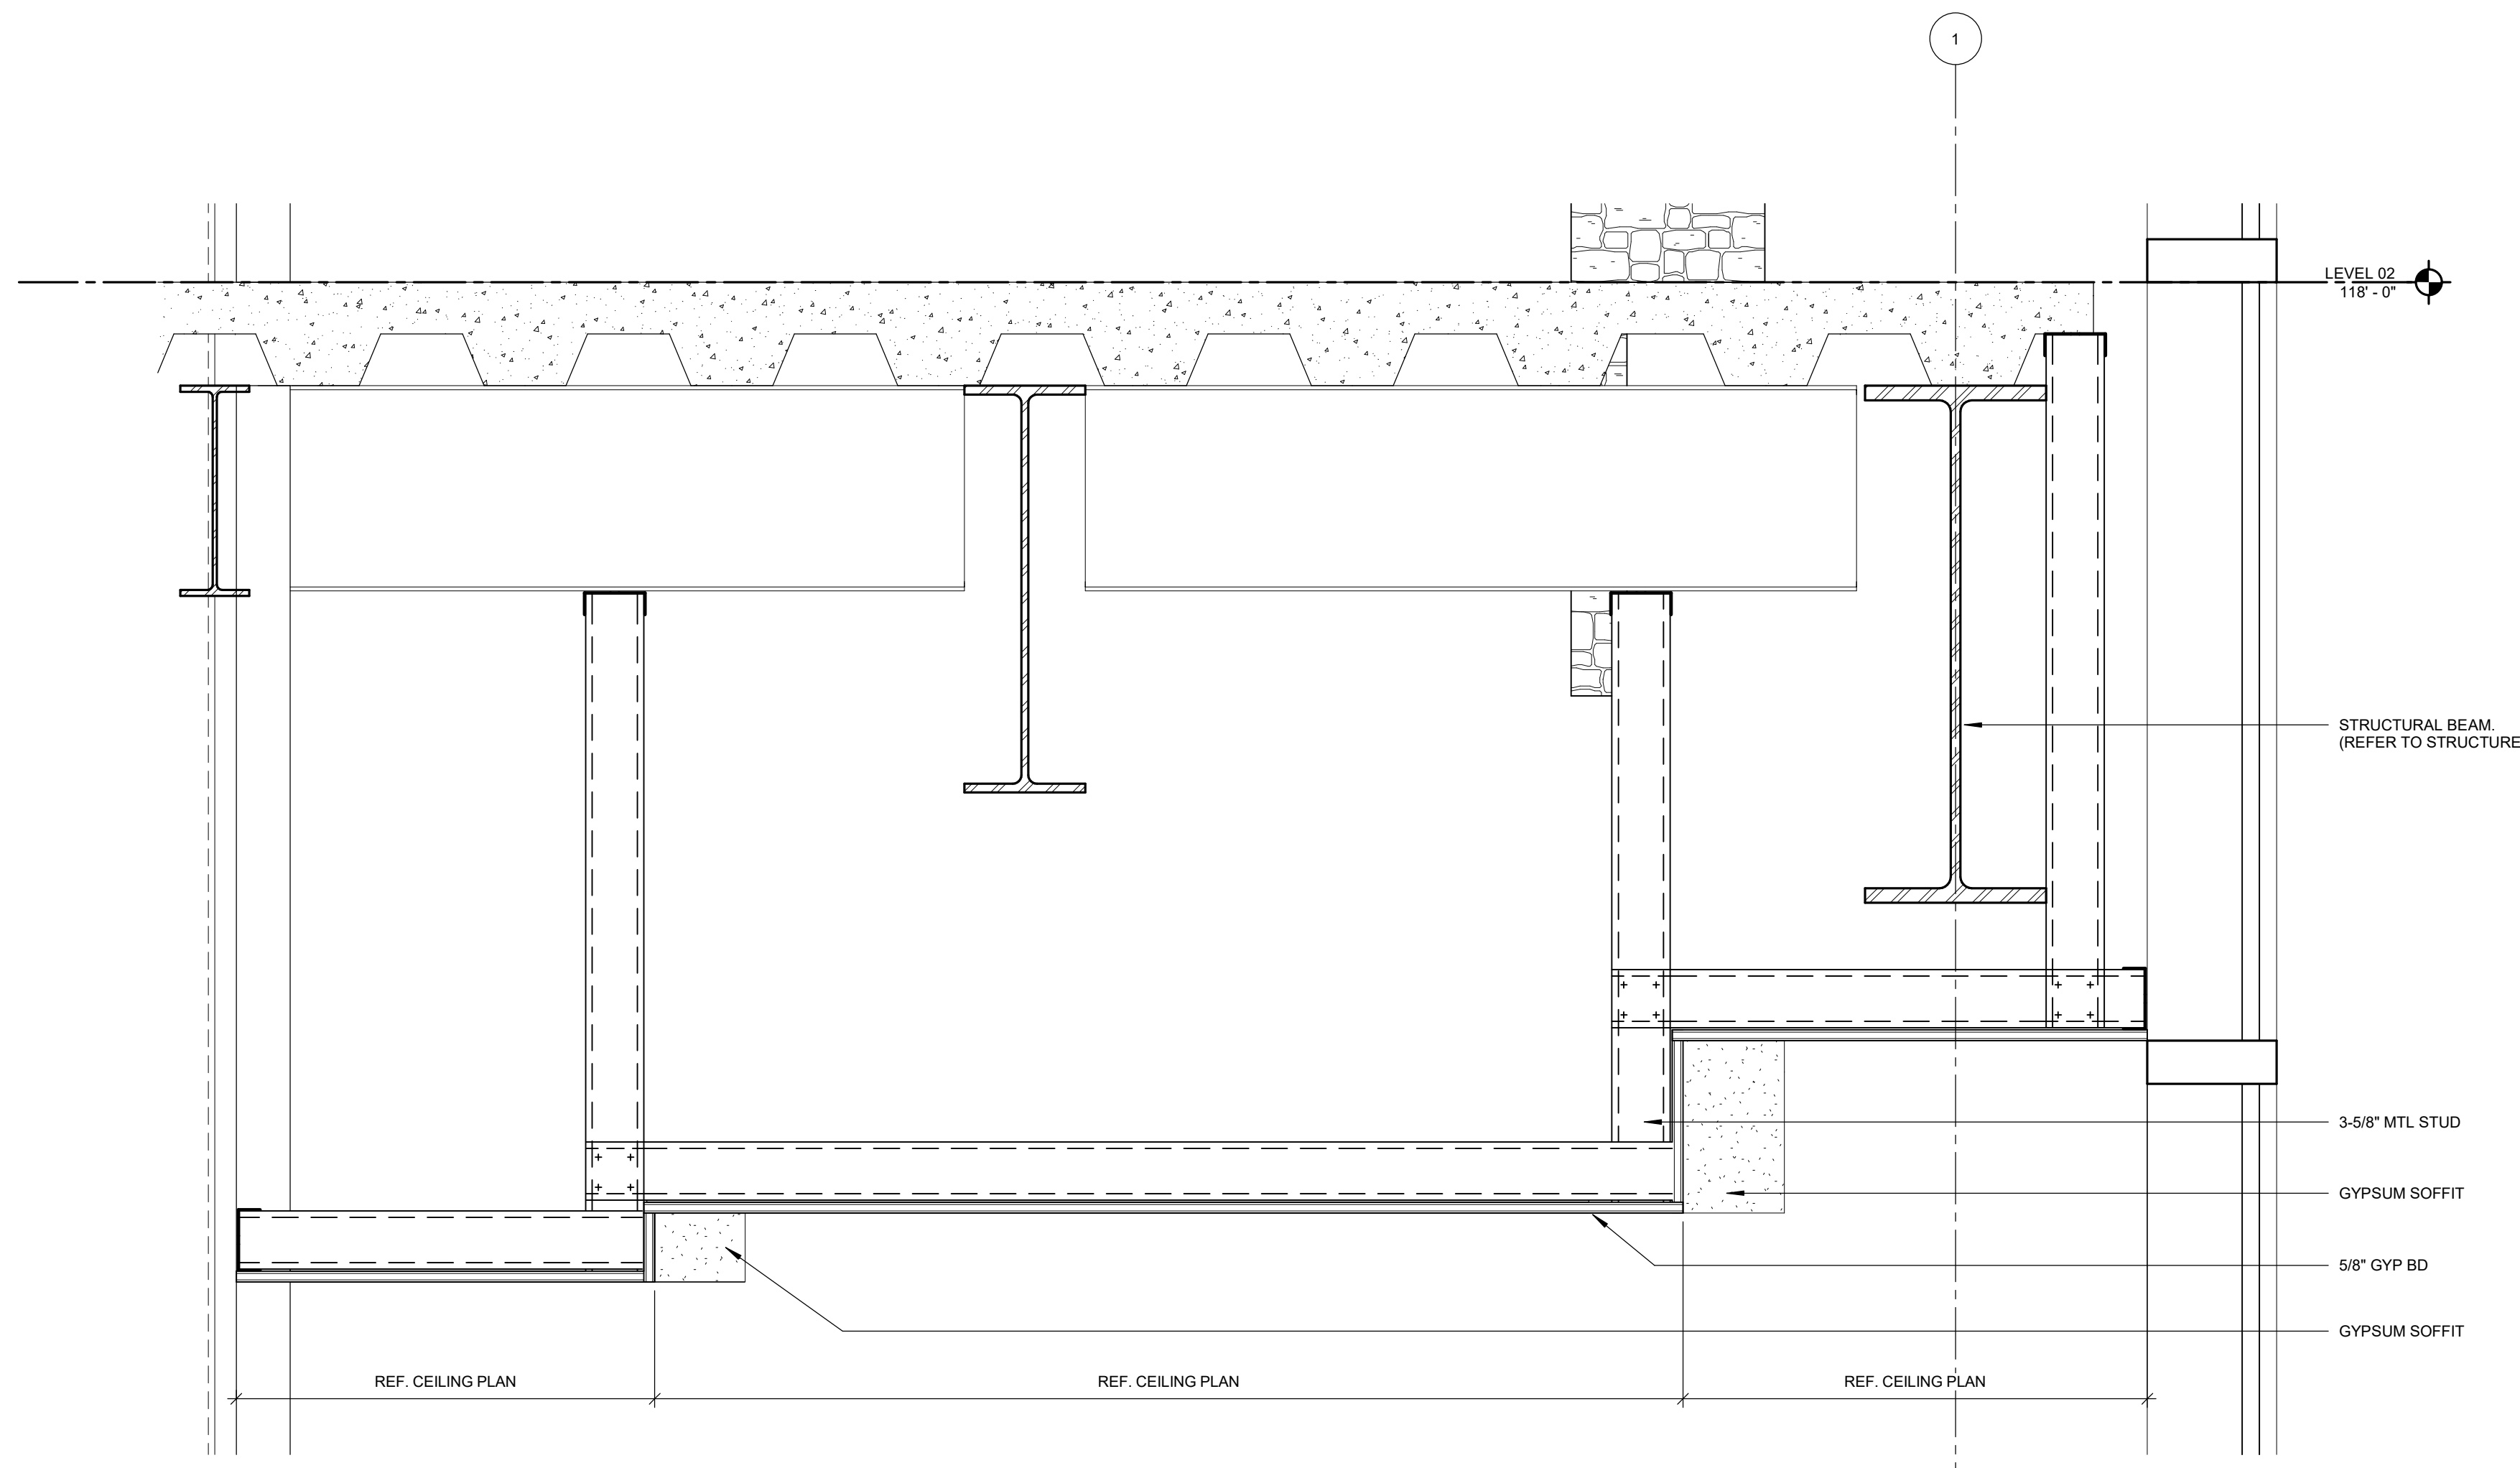 1
LEVEL 02
118' - 0"
STRUCTURAL BEAM.
(REFER TO STRUCTURE
3-5/8" MTL STUD
GYPSUM SOFFIT
5/8" GYP BD
GYPSUM SOFFIT
REF. CEILING PLAN
REF. CEILING PLAN
REF. CEILING PLAN